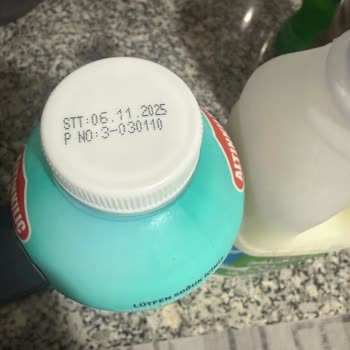 STT:06.11.2025
P NO:3-030110
LÜTFEN SOĞUK İÇİNİZ